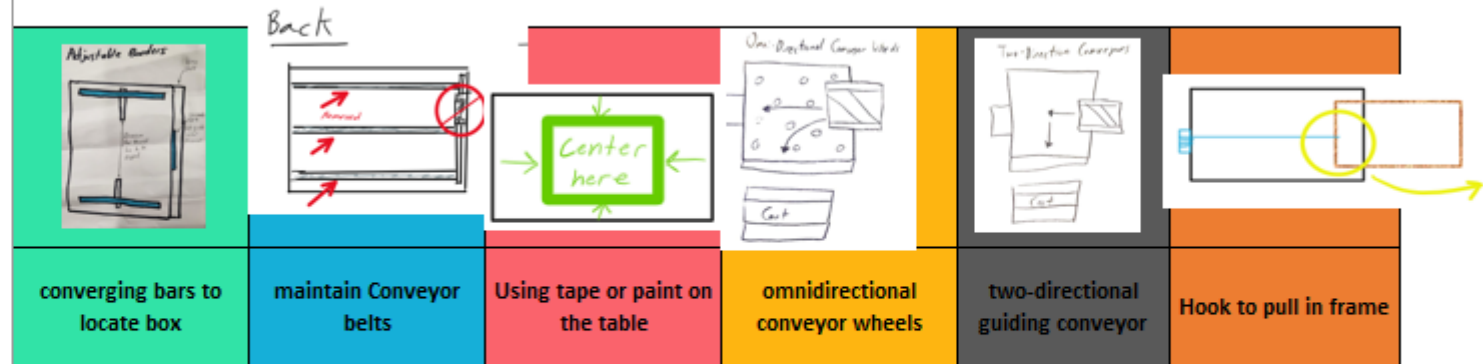 Back
Adjustable Borders
Removed
Center
here
Omni-Directional Conveyor Wheels
Cart
Two-Direction Conveyors
Cart
converging bars to
locate box
maintain Conveyor
belts
Using tape or paint on
the table
omnidirectional
conveyor wheels
two-directional
guiding conveyor
Hook to pull in frame